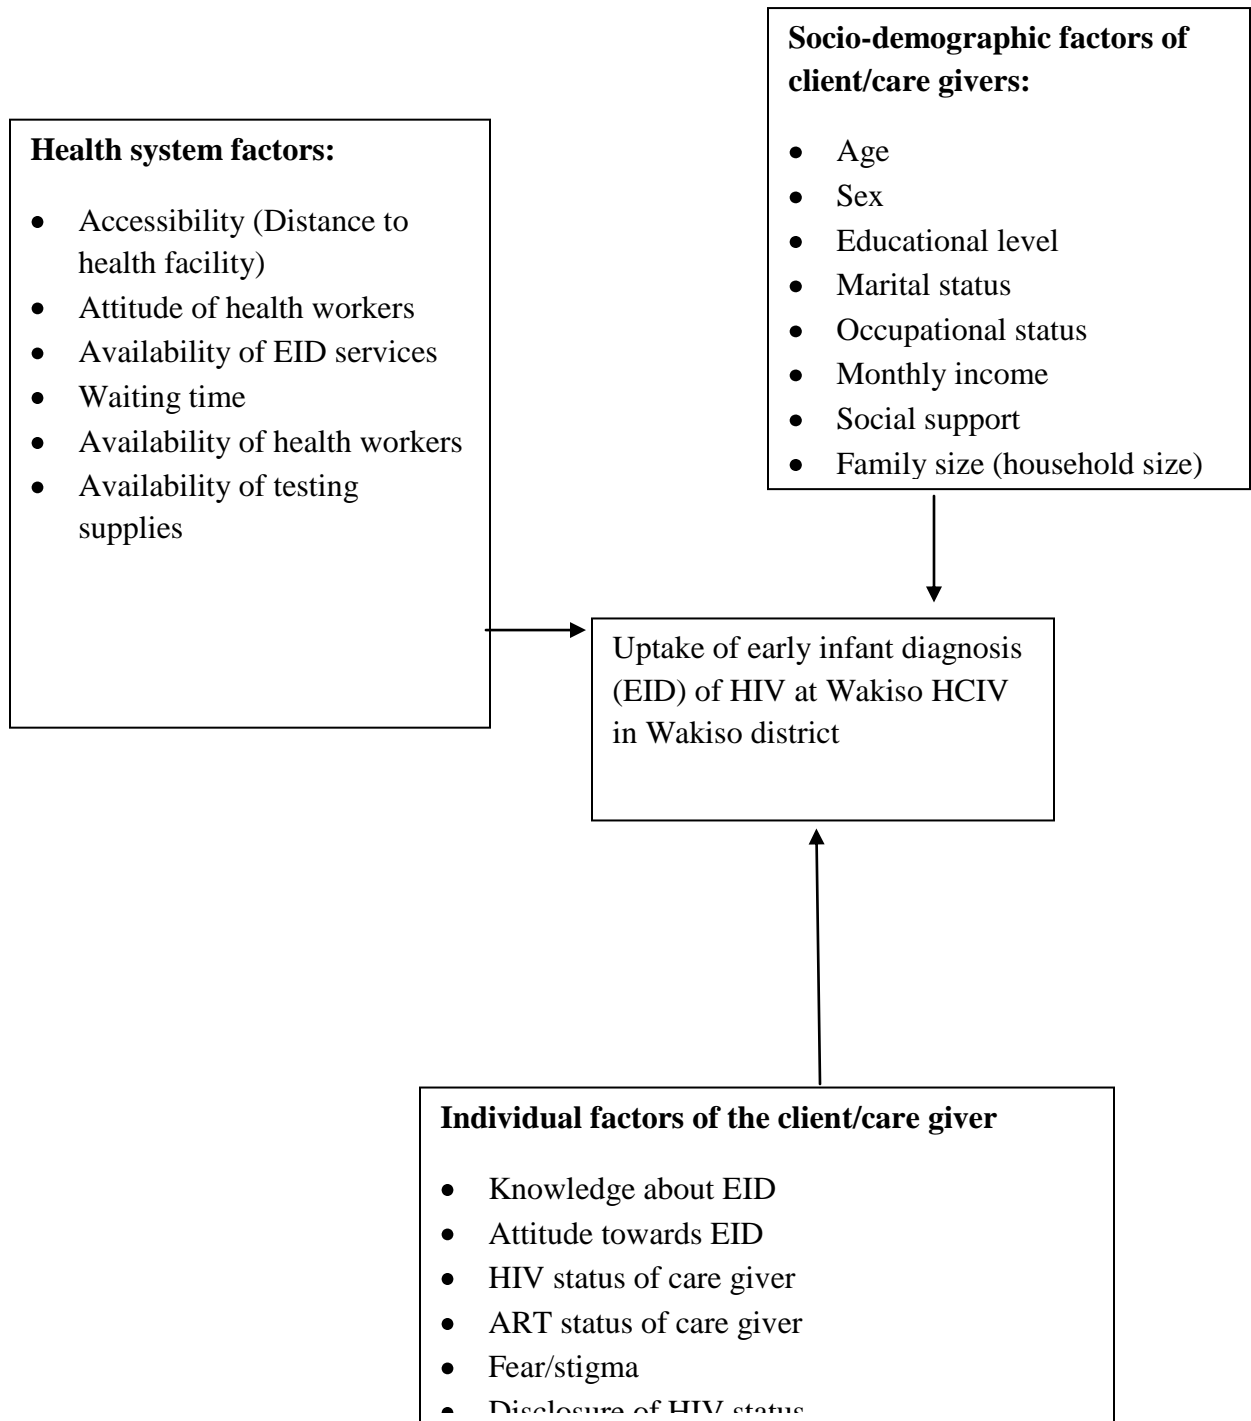 Socio-demographic factors of
client/care givers:
• Age
• Sex
• Educational level
• Marital status
• Occupational status
• Monthly income
• Social support
• Family size (household size)
Health system factors:
• Accessibility (Distance to
health facility)
• Attitude of health workers
• Availability of EID services
• Waiting time
• Availability of health workers
• Availability of testing
supplies
Uptake of early infant diagnosis
(EID) of HIV at Wakiso HCIV
in Wakiso district
Individual factors of the client/care giver
• Knowledge about EID
• Attitude towards EID
• HIV status of care giver
• ART status of care giver
• Fear/stigma
• Disclosure of HIV status